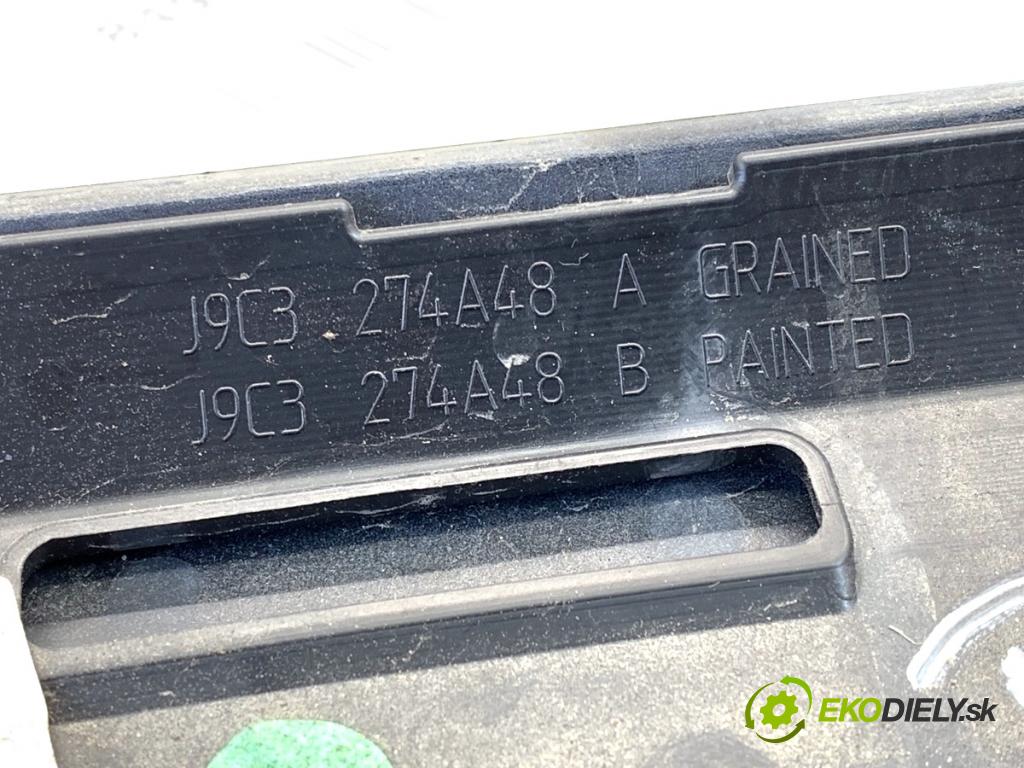 J9C3 274A48 A GRAINED
J9C3 274A48 B PAINTED
EKODIELY.sk